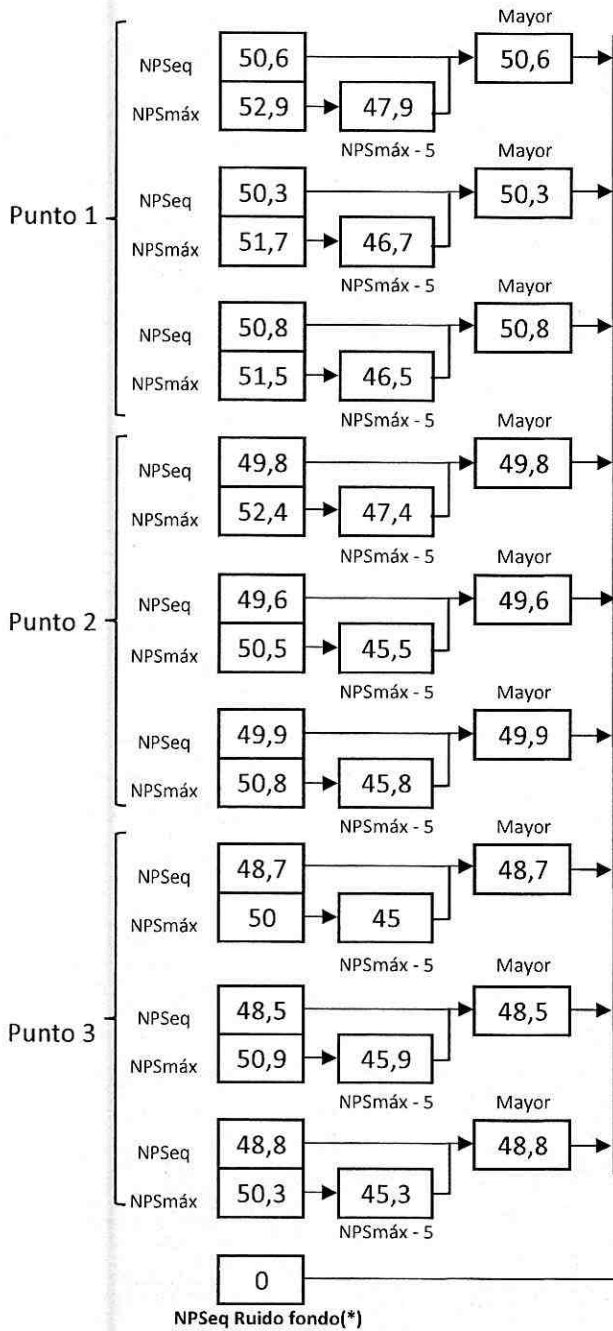 Mayor
NPSeq 50,6 50,6
NPSmáx 52,9 47,9
NPSmáx - 5
Mayor
Punto 1 NPSeq 50,3 50,3
NPSmáx 51,7 46,7
NPSmáx - 5
Mayor
NPSeq 50,8 50,8
NPSmáx 51,5 46,5
NPSmáx - 5
Mayor
NPSeq 49,8 49,8
NPSmáx 52,4 47,4
NPSmáx - 5
Mayor
Punto 2 NPSeq 49,6 49,6
NPSmáx 50,5 45,5
NPSmáx - 5
Mayor
NPSeq 49,9 49,9
NPSmáx 50,8 45,8
NPSmáx - 5
Mayor
NPSeq 48,7 48,7
NPSmáx 50 45
NPSmáx - 5
Mayor
Punto 3 NPSeq 48,5 48,5
NPSmáx 50,9 45,9
NPSmáx - 5
Mayor
NPSeq 48,8 48,8
NPSmáx 50,3 45,3
NPSmáx - 5
0
NPSeq Ruido fondo(*)